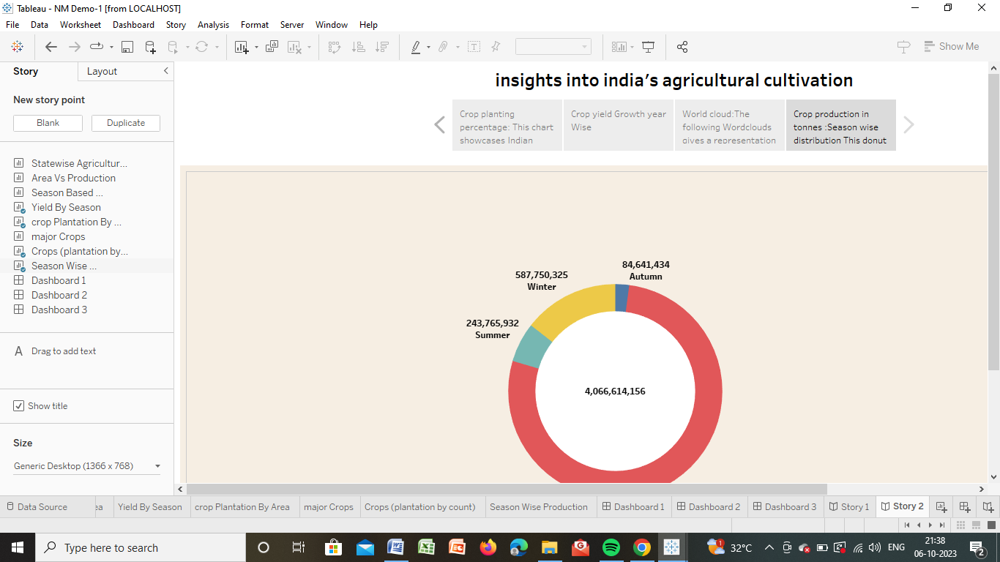 Tableau - NM Demo-1 [from LOCALHOST]
File Data Worksheet Dashboard Story Analysis Format Server Window Help
Show Me
Story Layout
New story point
Blank Duplicate
Statewise Agricultur...
Area Vs Production
Season Based ...
Yield By Season
crop Plantation By ...
major Crops
Crops (plantation by...
Season Wise ...
Dashboard 1
Dashboard 2
Dashboard 3
A Drag to add text
Show title
Size
Generic Desktop (1366 x 768)
insights into india's agricultural cultivation
Crop planting
percentage: This chart
showcases Indian
Crop yield Growth year
Wise
World cloud:The
following Wordclouds
gives a representation
Crop production in
tonnes :Season wise
distribution This donut
84,641,434
Autumn
587,750,325
Winter
243,765,932
Summer
4,066,614,156
Data Source ea Yield By Season crop Plantation By Area major Crops Crops (plantation by count) Season Wise Production Dashboard 1 Dashboard 2 Dashboard 3 Story 1 Story 2
Type here to search
1 32°C ENG 21:38
06-10-2023 2